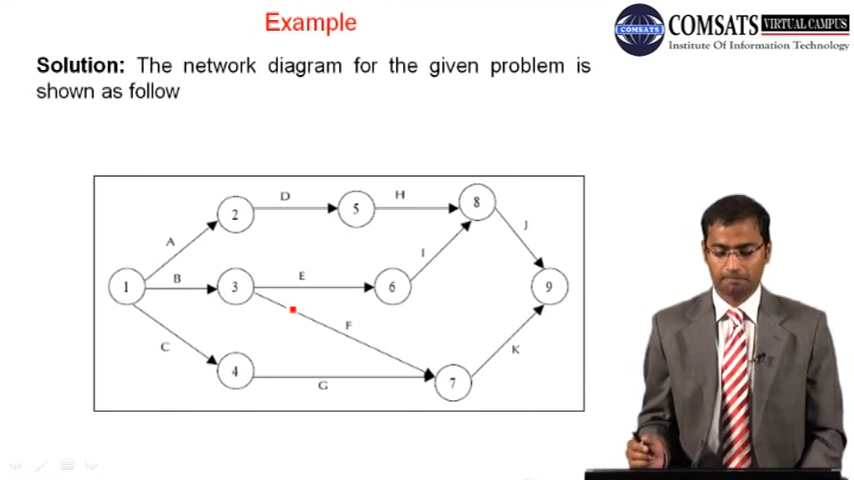 Example
COMSATS VIRTUAL CAMPUS
CONSATS
Institute Of Information Technology
Solution: The network diagram for the given problem is
shown as follow
D
H
8
2
5
A
J
I
B
E
1
3
6
9
F
C
K
4
7
G